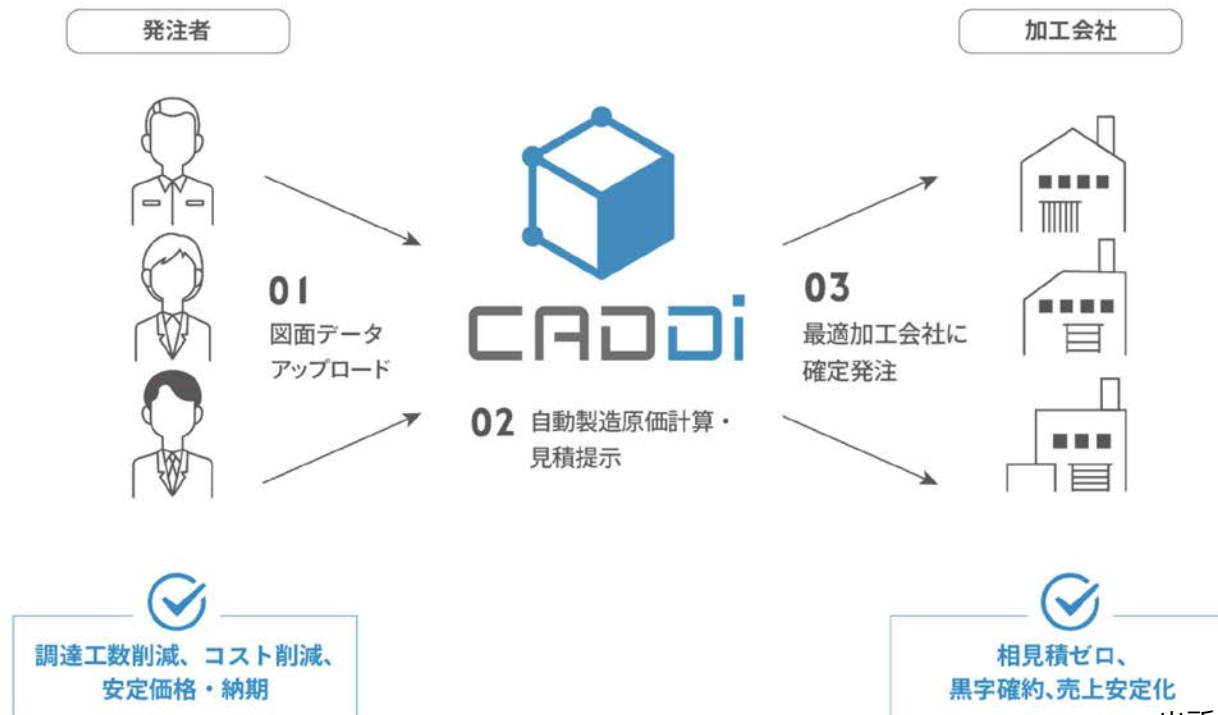 発注者
加工会社
01
図面データ
アップロード
CADDi
02 自動製造原価計算・
見積提示
03
最適加工会社に
確定発注
調達工数削減、コスト削減、
安定価格・納期
相見積ゼロ、
黒字確約、売上安定化